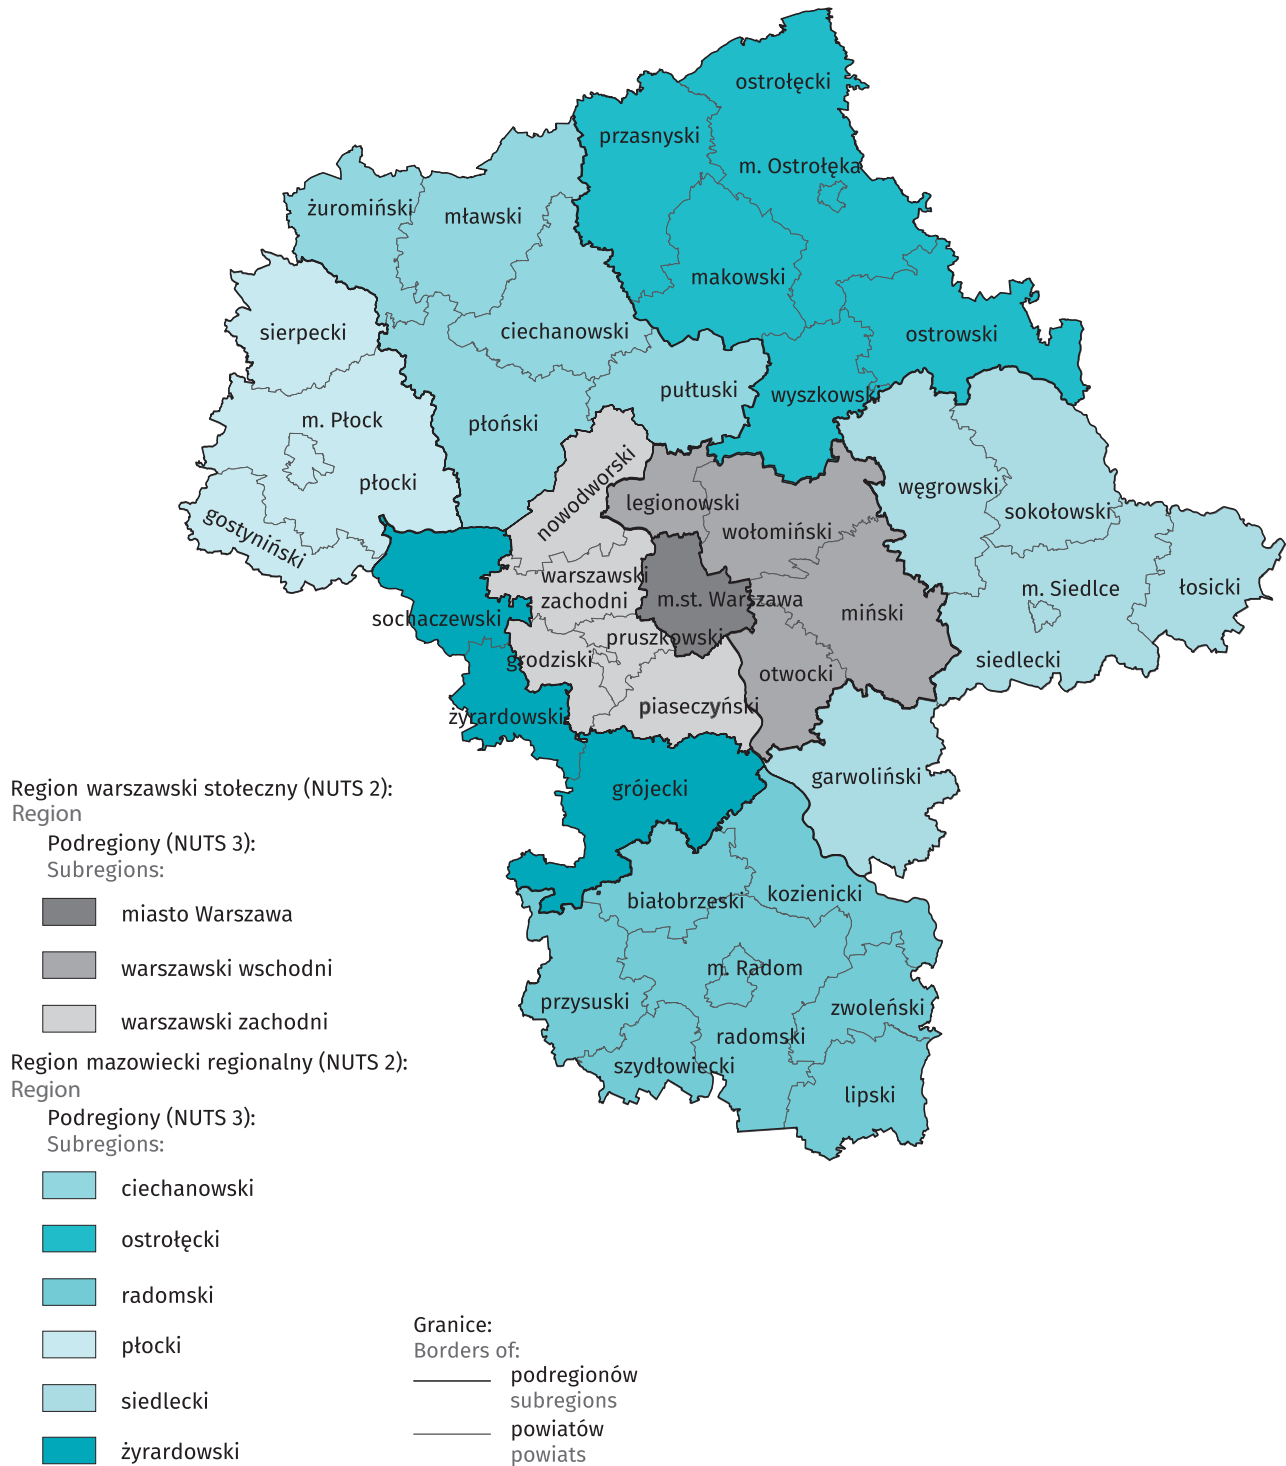 ostrołęcki
przasnyski
m. Ostrołęka
żuromiński
mławski
makowski
sierpecki
ciechanowski
ostrowski
pułtuski
wyszkowski
m. Płock
płoński
płocki
nowodworski
legionowski
węgrowski
sokołowski
gostyniński
wołomiński
warszawski
zachodni
m.st. Warszawa
m. Siedlce
łosicki
sochaczewski
miński
pruszkowski
grodziski
siedlecki
otwocki
żyrardowski
piaseczyński
garwoliński
grójecki
białobrzeski
kozienicki
m. Radom
przysuski
zwoleński
radomski
szydłowiecki
lipski
Region warszawski stołeczny (NUTS 2):
Region
Podregiony (NUTS 3):
Subregions:
miasto Warszawa
warszawski wschodni
warszawski zachodni
Region mazowiecki regionalny (NUTS 2):
Region
Podregiony (NUTS 3):
Subregions:
ciechanowski
ostrołęcki
radomski
płocki
siedlecki
żyrardowski
Granice:
Borders of:
podregionów
subregions
powiatów
powiats